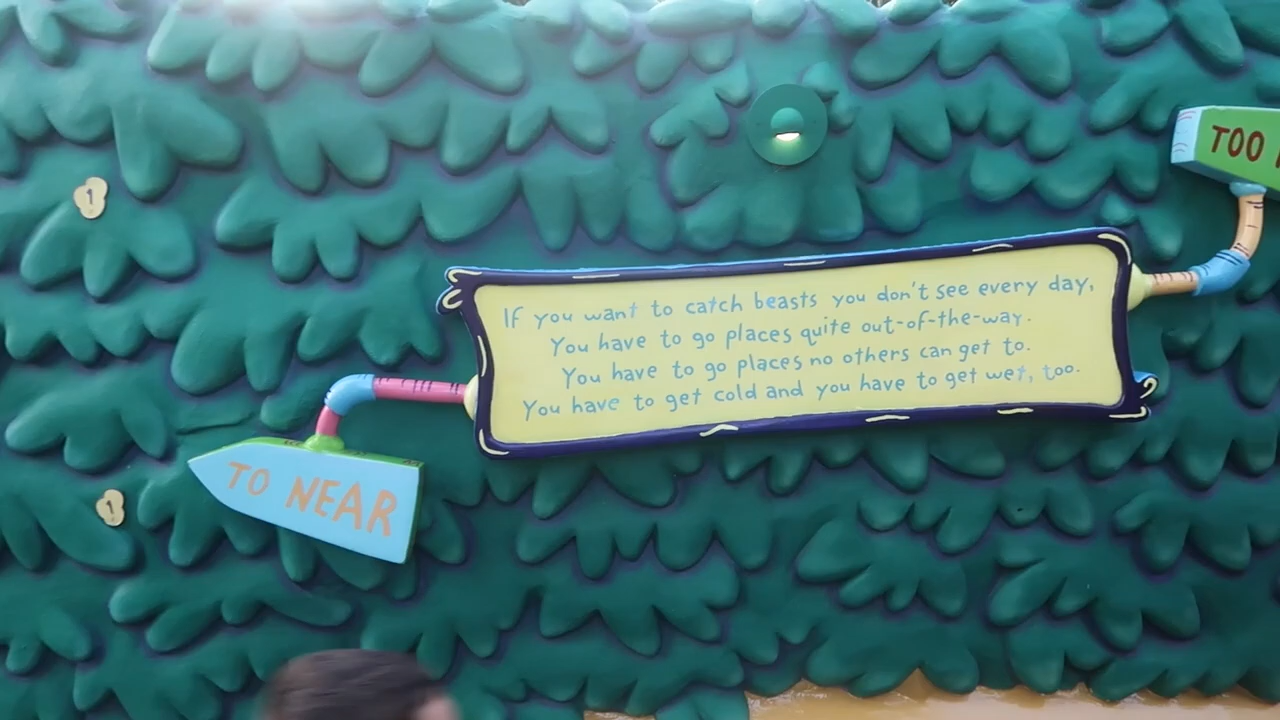 1
TOO
If you want to catch beasts you don't see every day,
You have to go places quite out-of-the-way.
You have to go places no others can get to.
You have to get cold and you have to get wet, too.
TO NEAR
1